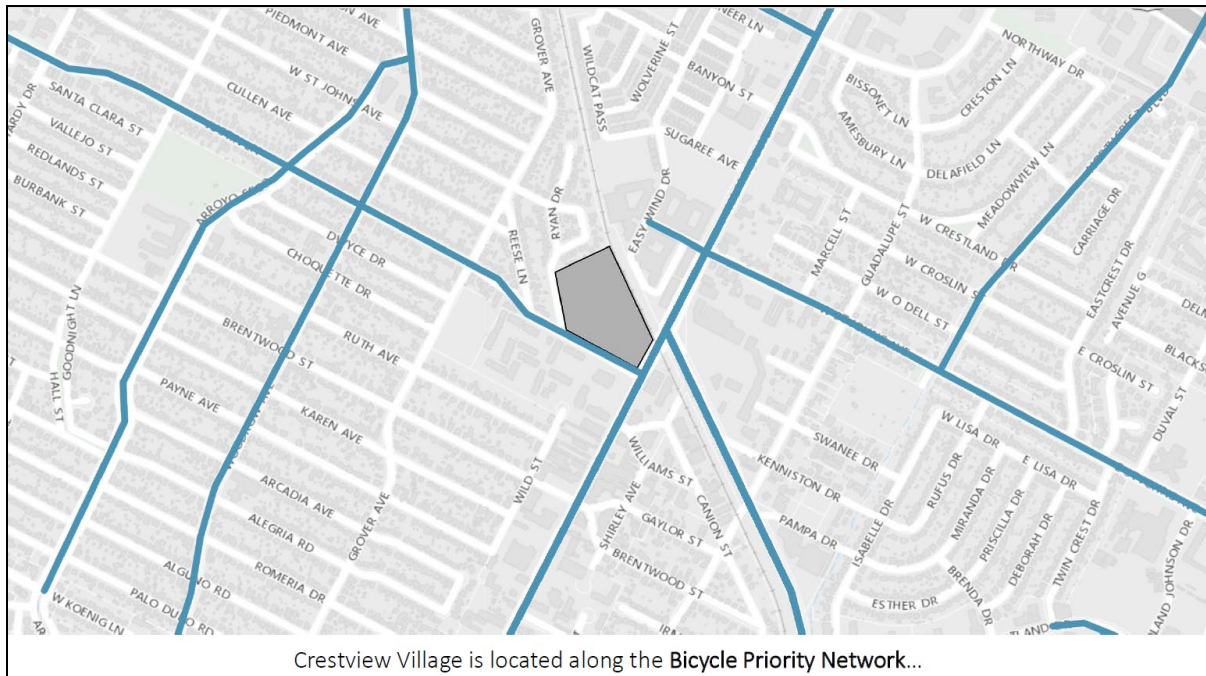 PIEDMONT AVE
W ST JOHNS AVE
CULLEN AVE
GROVER AVE
WILDCAT PASS
WOLVERINE ST
BANYON ST
SUGAREE AVE
EASY WIND DR
NORTHWAY DR
BISSONET LN
CRESTON LN
AMESBURY LN
DELAFIELD LN
MEADOWVIEW LN
CARRIAGE DR
EASTCREST DR
AVENUE G
SANTA CLARA ST
VALLEJO ST
REDLANDS ST
BURBANK ST
RYAN DR
REESE LN
DWYCE DR
CHOQUETTE DR
RUTH AVE
BRENTWOOD ST
KAREN AVE
PAYNE AVE
ARCADIA AVE
ALEGRIA RD
ROMERIA DR
GOODNIGHT LN
HALL ST
WOODROW AVE
GROVER AVE
WILD ST
MARCELL ST
GUADALUPE ST
W CRESTLAND DR
W CROSLIN ST
W O DELL ST
E CROSLIN ST
DUVAL ST
W LISA DR
E LISA DR
SWANEE DR
KENNISTON DR
RUFUS DR
MIRANDA DR
PRISCILLA DR
DEBORAH DR
TWIN CREST DR
PAMPA DR
ISABELLE DR
ESTHER DR
BRENDA DR
WILLIAMS ST
CANION ST
SHIRLEY AVE
GAYLOR ST
BRENTWOOD ST
W KOENIG LN
PALO DURO RD
Crestview Village is located along the Bicycle Priority Network...